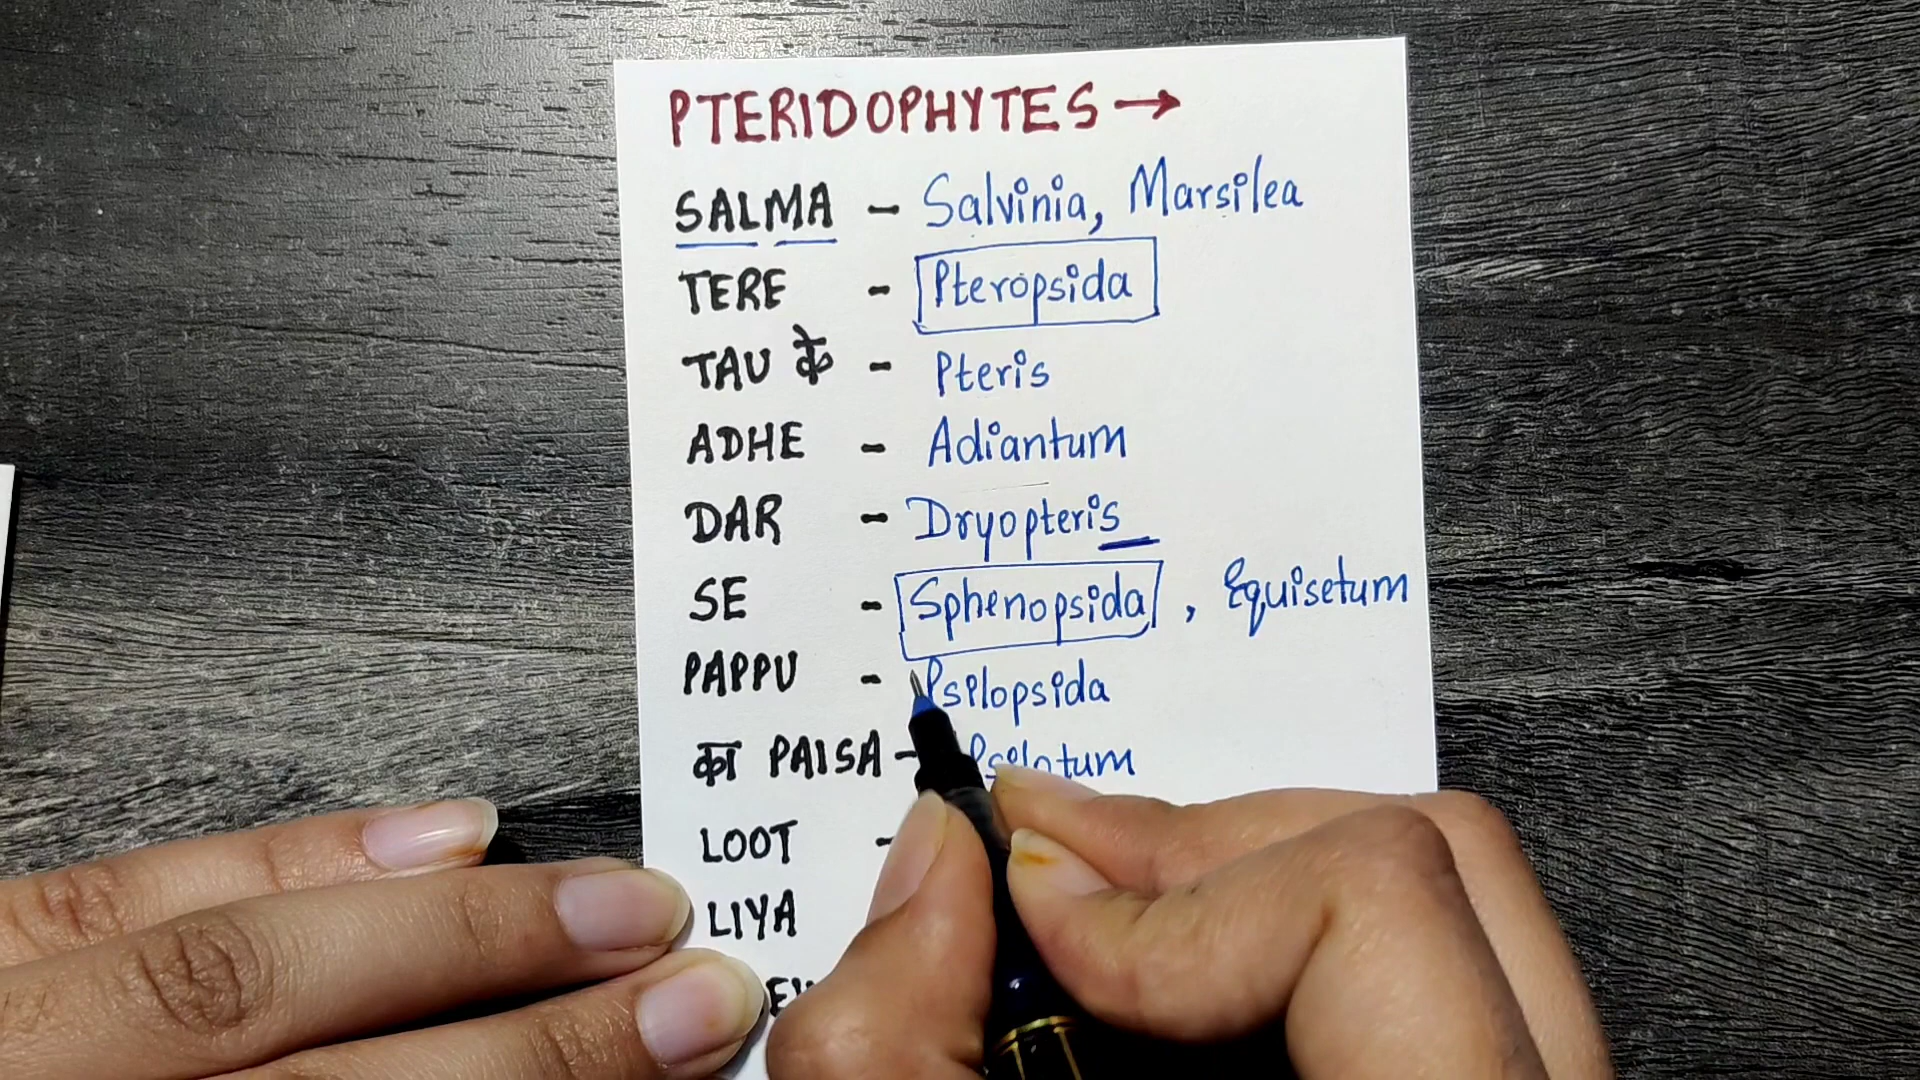 PTERIDOPHYTES →
SALMA - Salvinia, Marsilea
TERE - Pteropsida
TAU के - Pteris
ADHE - Adiantum
DAR - Dryopteris
SE - Sphenopsida, Equisetum
PAPPU - Psilopsida
का PAISA - Psilotum
LOOT -
LIYA